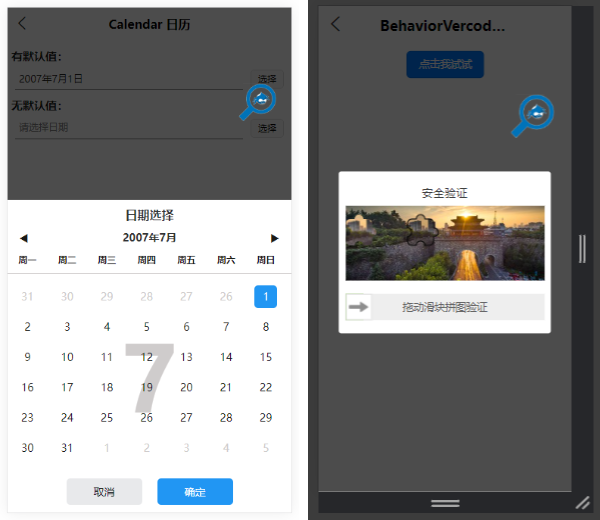 Calendar 日历
有默认值:
2007年7月1日 选择
无默认值:
请选择日期 选择
日期选择
◀ 2007年7月 ▶
周一 周二 周三 周四 周五 周六 周日
31 30 29 28 27 26 1
2 3 4 5 6 7 8
9 10 11 12 13 14 15
16 17 18 19 20 21 22
23 24 25 26 27 28 29
30 31 1 2 3 4 5
7
取消 确定
BehaviorVercod...
点击我试试
安全验证
拖动滑块拼图验证